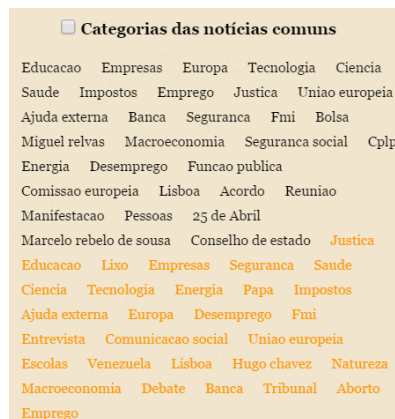 Categorias das notícias comuns
Educacao Empresas Europa Tecnologia Ciencia
Saude Impostos Emprego Justica Uniao europeia
Ajuda externa Banca Seguranca Fmi Bolsa
Miguel relvas Macroeconomia Seguranca social Cplp
Energia Desemprego Funcao publica
Comissao europeia Lisboa Acordo Reuniao
Manifestacao Pessoas 25 de Abril
Marcelo rebelo de sousa Conselho de estado Justica
Educacao Lixo Empresas Seguranca Saude
Ciencia Tecnologia Energia Papa Impostos
Ajuda externa Europa Desemprego Fmi
Entrevista Comunicacao social Uniao europeia
Escolas Venezuela Lisboa Hugo chavez Natureza
Macroeconomia Debate Banca Tribunal Aborto
Emprego